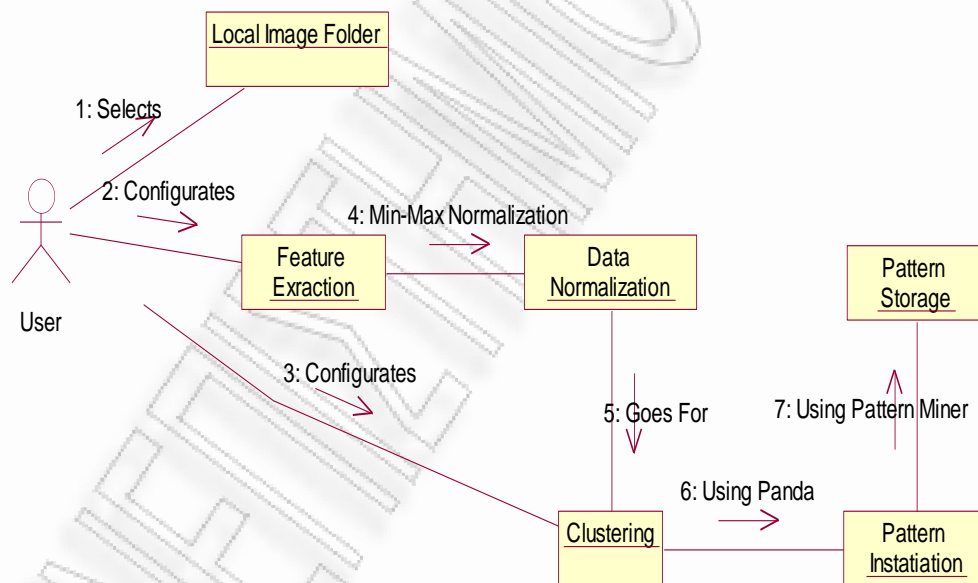 Local Image Folder
1: Selects
2: Configurates
4: Min-Max Normalization
Feature
Exraction
Data
Normalization
Pattern
Storage
User
3: Configurates
5: Goes For
7: Using Pattern Miner
6: Using Panda
Clustering
Pattern
Instatiation